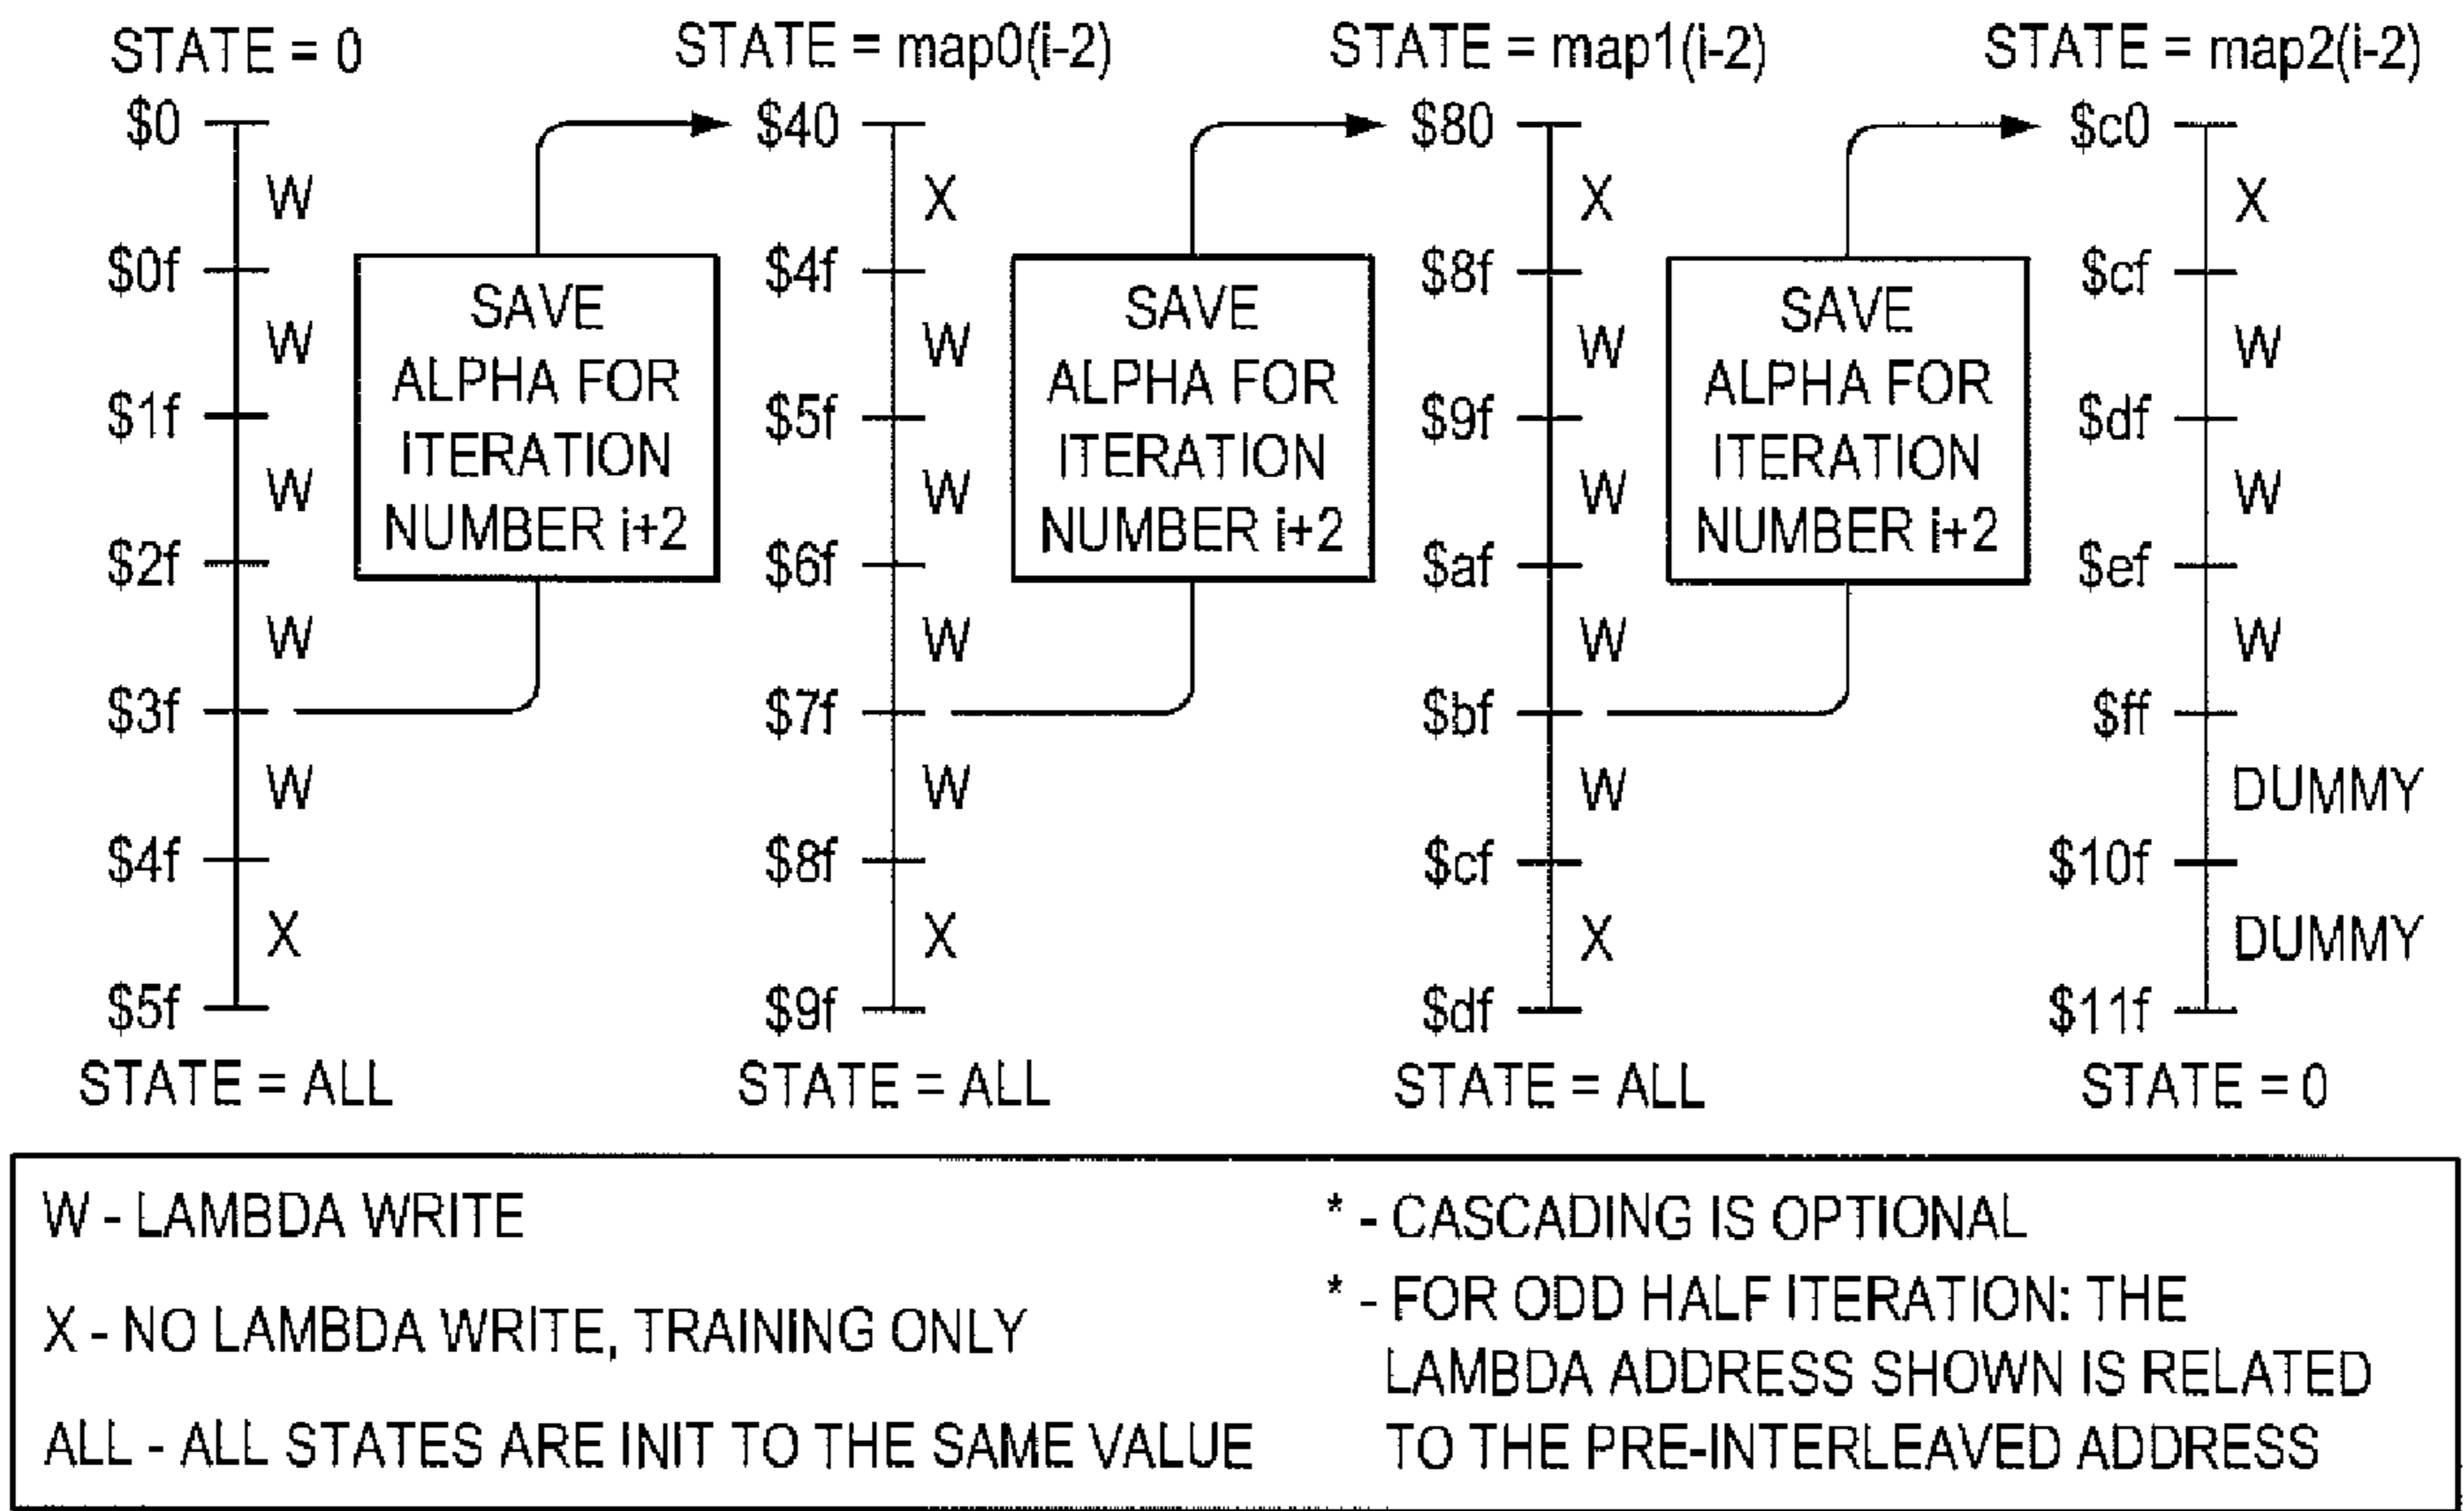 STATE = 0
$0
W
$0f
W
$1f
W
$2f
W
$3f
W
$4f
X
$5f
STATE = ALL
SAVE
ALPHA FOR
ITERATION
NUMBER i+2
STATE = map0(i-2)
$40
X
$4f
W
$5f
W
$6f
W
$7f
W
$8f
X
$9f
STATE = ALL
SAVE
ALPHA FOR
ITERATION
NUMBER i+2
STATE = map1(i-2)
$80
X
$8f
W
$9f
W
$af
W
$bf
W
$cf
X
$df
STATE = ALL
SAVE
ALPHA FOR
ITERATION
NUMBER i+2
STATE = map2(i-2)
$c0
X
$cf
W
$df
W
$ef
W
$ff
DUMMY
$10f
DUMMY
$11f
STATE = 0
W - LAMBDA WRITE
X - NO LAMBDA WRITE, TRAINING ONLY
ALL - ALL STATES ARE INIT TO THE SAME VALUE
* - CASCADING IS OPTIONAL
* - FOR ODD HALF ITERATION: THE
LAMBDA ADDRESS SHOWN IS RELATED
TO THE PRE-INTERLEAVED ADDRESS